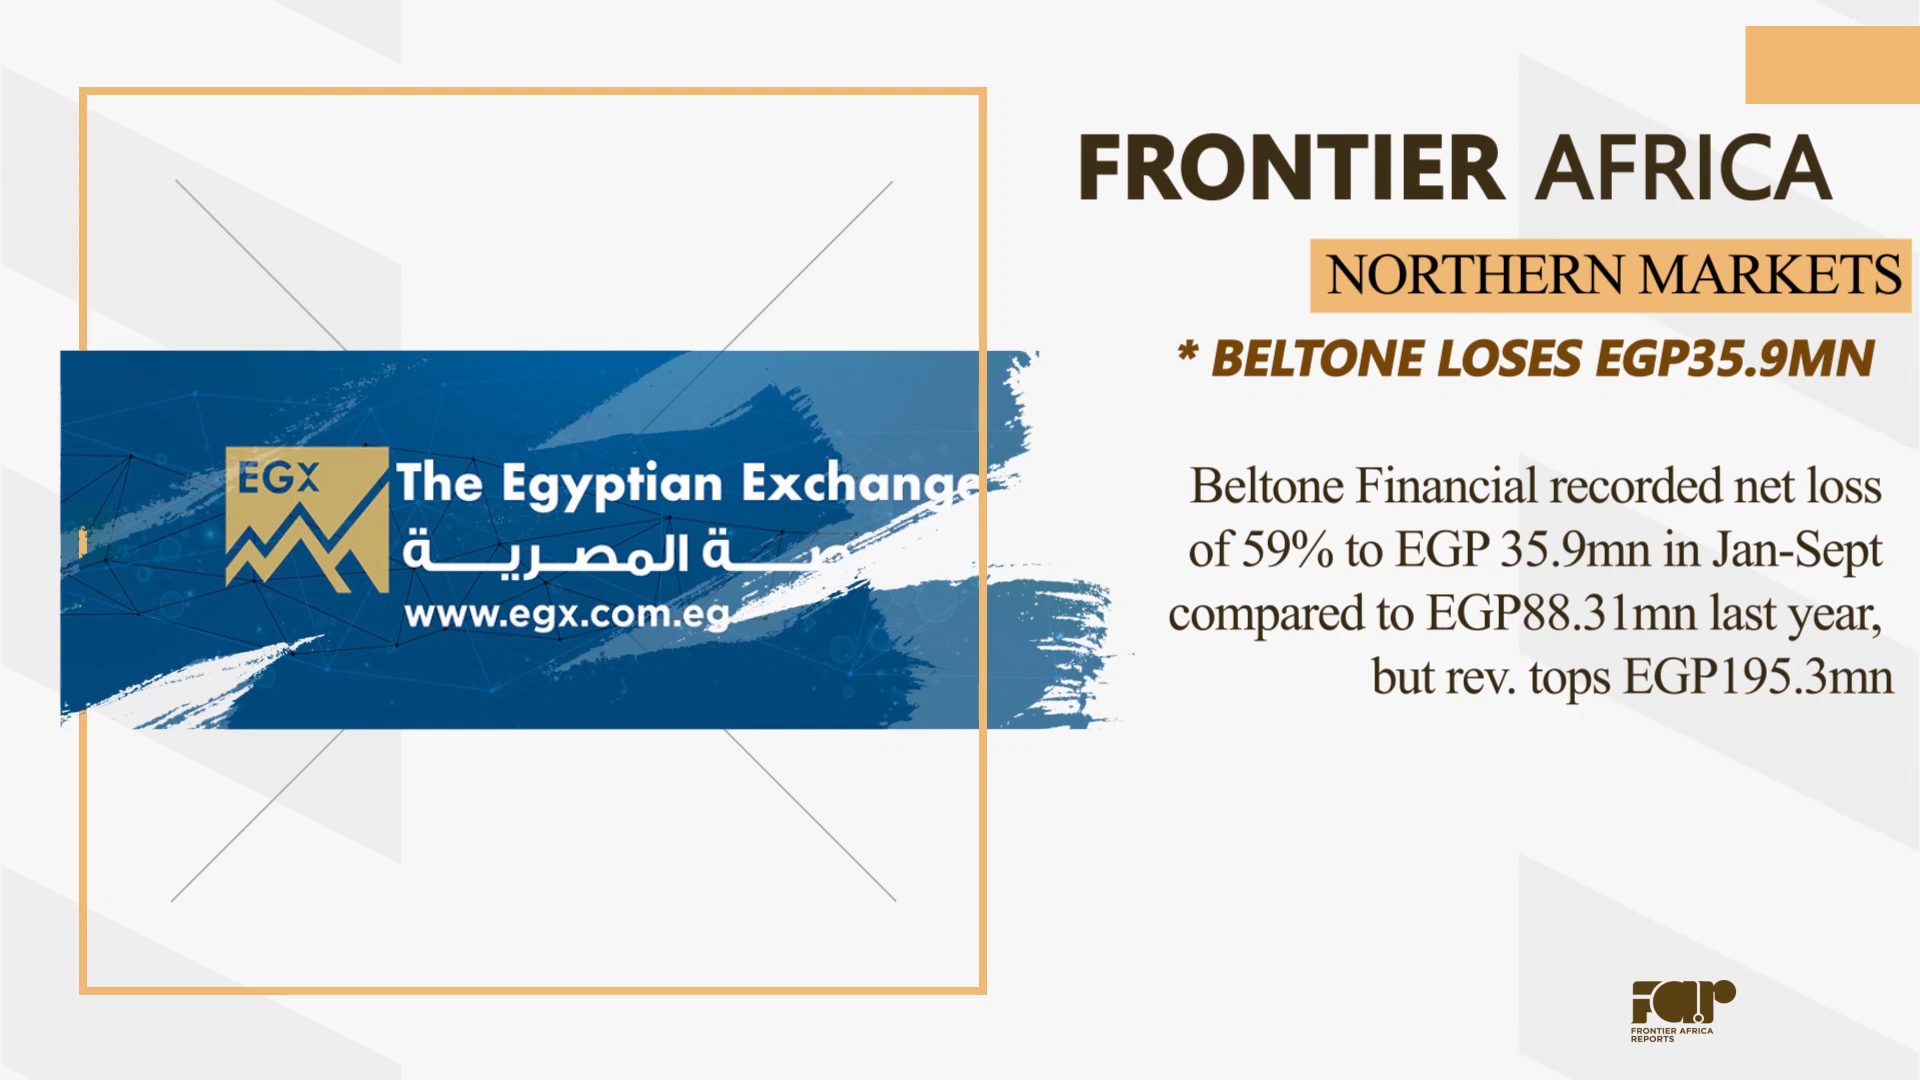 FRONTIER AFRICA
NORTHERN MARKETS
* BELTONE LOSES EGP35.9MN
Beltone Financial recorded net loss
of 59% to EGP 35.9mn in Jan-Sept
compared to EGP88.31mn last year,
but rev. tops EGP195.3mn
EGX
The Egyptian Exchange
المصرية
www.egx.com.eg
far
FRONTIER AFRICA
REPORTS